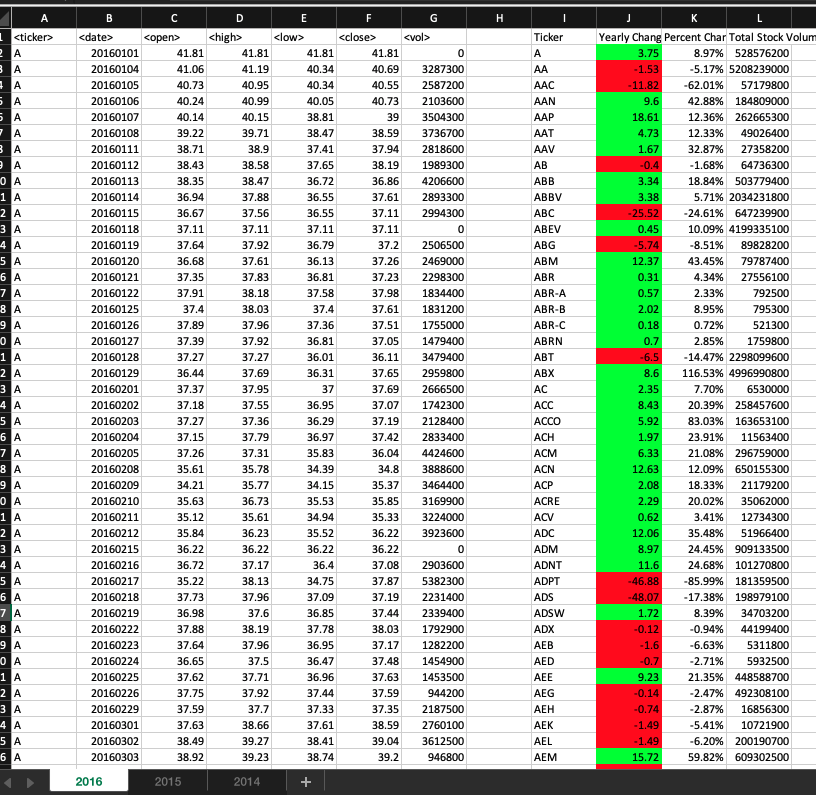 A B C D E F G H I J K L
1 <ticker> <date> <open> <high> <low> <close> <vol> Ticker Yearly Chang Percent Char Total Stock Volum
2 A 20160101 41.81 41.81 41.81 41.81 0 A 3.75 8.97% 528576200
3 A 20160104 41.06 41.19 40.34 40.69 3287300 AA -1.53 -5.17% 5208239000
4 A 20160105 40.73 40.95 40.34 40.55 2587200 AAC -11.82 -62.01% 57179800
5 A 20160106 40.24 40.99 40.05 40.73 2103600 AAN 9.6 42.88% 184809000
6 A 20160107 40.14 40.15 38.81 39 3504300 AAP 18.61 12.36% 262665300
7 A 20160108 39.22 39.71 38.47 38.59 3736700 AAT 4.73 12.33% 49026400
8 A 20160111 38.71 38.9 37.41 37.94 2818600 AAV 1.67 32.87% 27358200
9 A 20160112 38.43 38.58 37.65 38.19 1989300 AB -0.4 -1.68% 64736300
0 A 20160113 38.35 38.47 36.72 36.86 4206600 ABB 3.34 18.84% 503779400
1 A 20160114 36.94 37.88 36.55 37.61 2893300 ABBV 3.38 5.71% 2034231800
2 A 20160115 36.67 37.56 36.55 37.11 2994300 ABC -25.52 -24.61% 647239900
3 A 20160118 37.11 37.11 37.11 37.11 0 ABEV 0.45 10.09% 4199335100
4 A 20160119 37.64 37.92 36.79 37.2 2506500 ABG -5.74 -8.51% 89828200
5 A 20160120 36.68 37.61 36.13 37.26 2469000 ABM 12.37 43.45% 79787400
6 A 20160121 37.35 37.83 36.81 37.23 2298300 ABR 0.31 4.34% 27556100
7 A 20160122 37.91 38.18 37.58 37.98 1834400 ABR-A 0.57 2.33% 792500
8 A 20160125 37.4 38.03 37.4 37.61 1831200 ABR-B 2.02 8.95% 795300
9 A 20160126 37.89 37.96 37.36 37.51 1755000 ABR-C 0.18 0.72% 521300
0 A 20160127 37.39 37.92 36.81 37.05 1479400 ABRN 0.7 2.85% 1759800
1 A 20160128 37.27 37.27 36.01 36.11 3479400 ABT -6.5 -14.47% 2298099600
2 A 20160129 36.44 37.69 36.31 37.65 2959800 ABX 8.6 116.53% 4996990800
3 A 20160201 37.37 37.95 37 37.69 2666500 AC 2.35 7.70% 6530000
4 A 20160202 37.18 37.55 36.95 37.07 1742300 ACC 8.43 20.39% 258457600
5 A 20160203 37.27 37.36 36.29 37.19 2128400 ACCO 5.92 83.03% 163653100
6 A 20160204 37.15 37.79 36.97 37.42 2833400 ACH 1.97 23.91% 11563400
7 A 20160205 37.26 37.31 35.83 36.04 4424600 ACM 6.33 21.08% 296759000
8 A 20160208 35.61 35.78 34.39 34.8 3888600 ACN 12.63 12.09% 650155300
9 A 20160209 34.21 35.77 34.15 35.37 3464400 ACP 2.08 18.33% 21179200
0 A 20160210 35.63 36.73 35.53 35.85 3169900 ACRE 2.29 20.02% 35062000
1 A 20160211 35.12 35.61 34.94 35.33 3224000 ACV 0.62 3.41% 12734300
2 A 20160212 35.84 36.23 35.52 36.22 3923600 ADC 12.06 35.48% 51966400
3 A 20160215 36.22 36.22 36.22 36.22 0 ADM 8.97 24.45% 909133500
4 A 20160216 36.72 37.17 36.4 37.08 2903600 ADNT 11.6 24.68% 101270800
5 A 20160217 35.22 38.13 34.75 37.87 5382300 ADPT -46.88 -85.99% 181359500
6 A 20160218 37.73 37.96 37.09 37.19 2231400 ADS -48.07 -17.38% 198979100
7 A 20160219 36.98 37.6 36.85 37.44 2339400 ADSW 1.72 8.39% 34703200
8 A 20160222 37.88 38.19 37.78 38.03 1792900 ADX -0.12 -0.94% 44199400
9 A 20160223 37.64 37.96 36.95 37.17 1282200 AEB -1.6 -6.63% 5311800
0 A 20160224 36.65 37.5 36.47 37.48 1454900 AED -0.7 -2.71% 5932500
1 A 20160225 37.62 37.71 36.96 37.63 1453500 AEE 9.23 21.35% 448588700
2 A 20160226 37.75 37.92 37.44 37.59 944200 AEG -0.14 -2.47% 492308100
3 A 20160229 37.59 37.7 37.33 37.35 2187500 AEH -0.74 -2.87% 16856300
4 A 20160301 37.63 38.66 37.61 38.59 2760100 AEK -1.49 -5.41% 10721900
5 A 20160302 38.49 39.27 38.41 39.04 3612500 AEL -1.49 -6.20% 200190700
6 A 20160303 38.92 39.23 38.74 39.2 946800 AEM 15.72 59.82% 609302500
2016 2015 2014 +